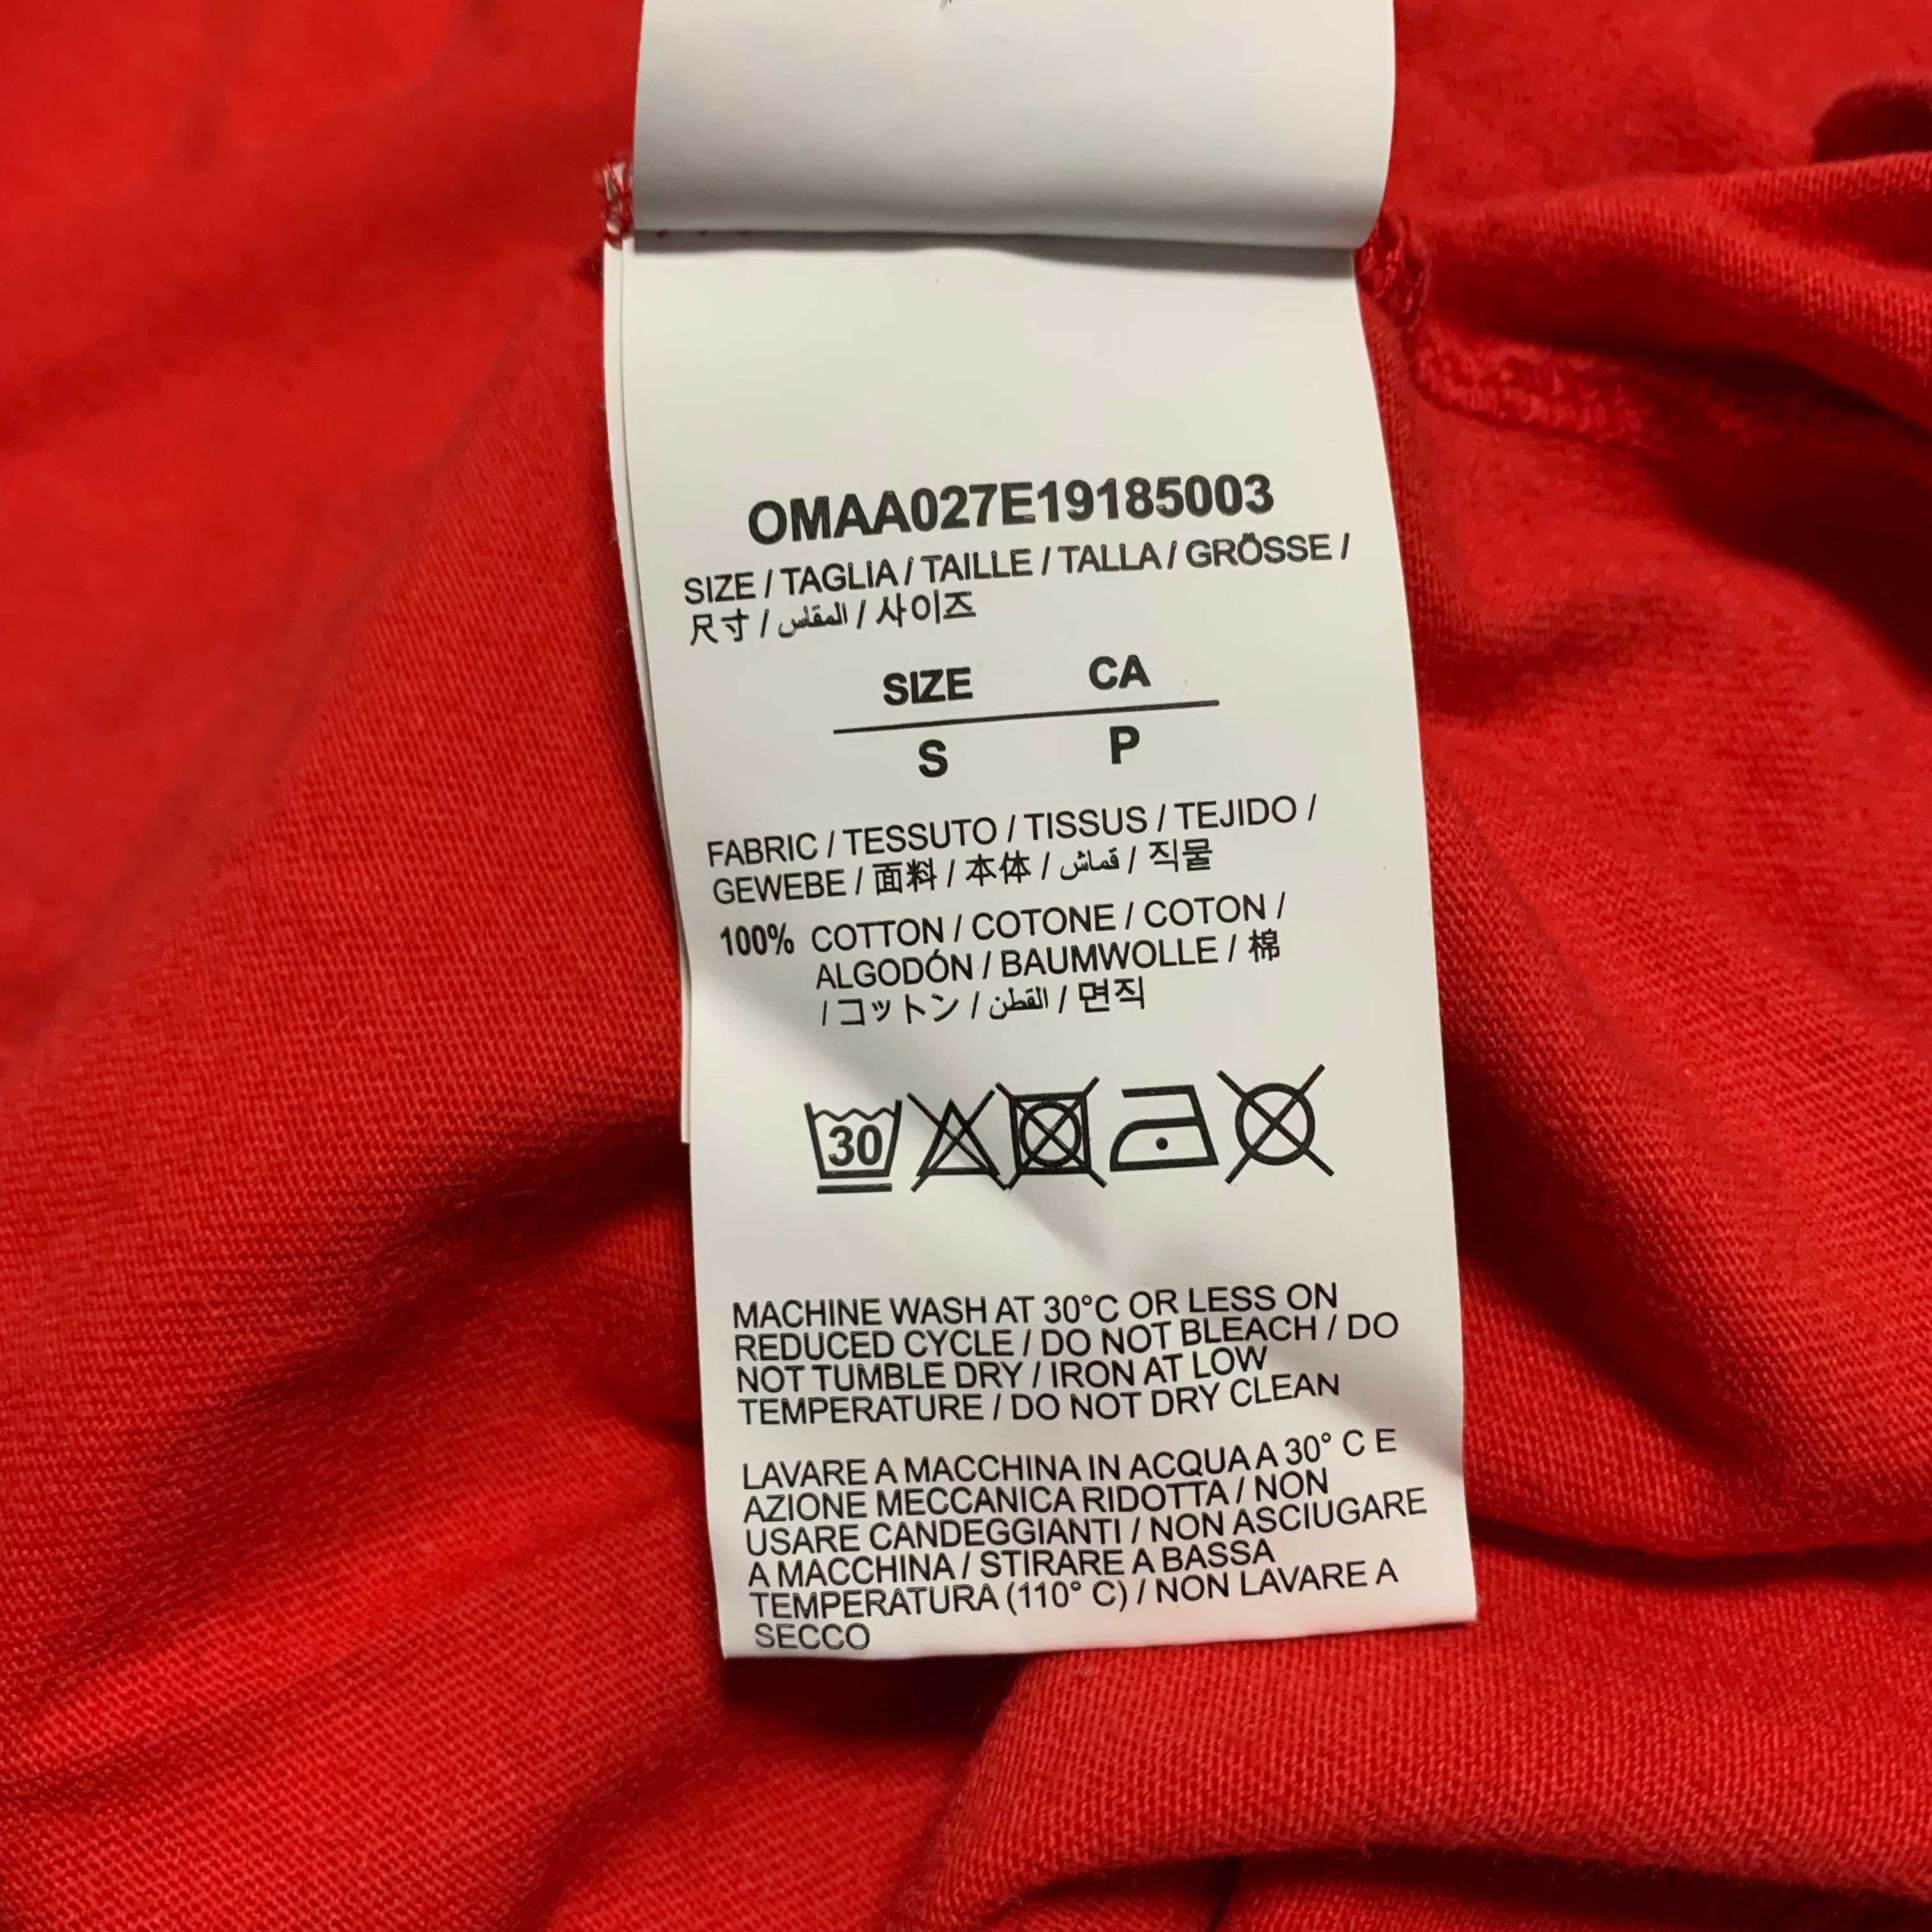 OMAA027E19185003
SIZE / TAGLIA / TAILLE / TALLA / GRÖSSE /
尺寸 / المقاس / 사이즈
SIZE CA
S P
FABRIC / TESSUTO / TISSUS / TEJIDO /
GEWEBE / 面料 / 本体 / قماش / 직물
100% COTTON / COTONE / COTON /
ALGODÓN / BAUMWOLLE / 棉
/ コットン / القطن / 면직
30
MACHINE WASH AT 30°C OR LESS ON
REDUCED CYCLE / DO NOT BLEACH / DO
NOT TUMBLE DRY / IRON AT LOW
TEMPERATURE / DO NOT DRY CLEAN
LAVARE A MACCHINA IN ACQUA A 30° C E
AZIONE MECCANICA RIDOTTA / NON
USARE CANDEGGIANTI / NON ASCIUGARE
A MACCHINA / STIRARE A BASSA
TEMPERATURA (110° C) / NON LAVARE A
SECCO